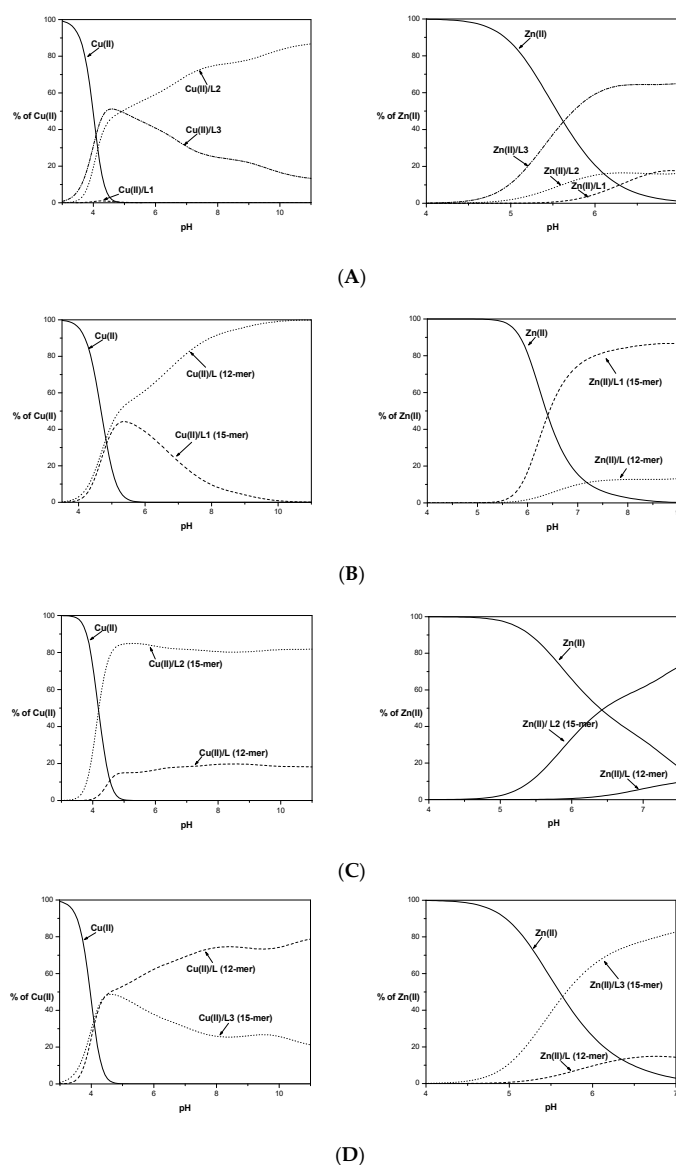 100
80
60
40
20
0
% of Cu(II)
Cu(II)
Cu(II)/L2
Cu(II)/L3
Cu(II)/L1
4
6
8
10
pH
100
80
60
40
20
0
% of Zn(II)
Zn(II)
Zn(II)/L3
Zn(II)/L2
Zn(II)/L1
4
5
6
pH
(A)
100
80
60
40
20
0
% of Cu(II)
Cu(II)
Cu(II)/L (12-mer)
Cu(II)/L1 (15-mer)
4
6
8
10
pH
100
80
60
40
20
0
% of Zn(II)
Zn(II)
Zn(II)/L1 (15-mer)
Zn(II)/L (12-mer)
4
5
6
7
8
pH
(B)
100
80
60
40
20
0
% of Cu(II)
Cu(II)
Cu(II)/L2 (15-mer)
Cu(II)/L (12-mer)
4
6
8
10
pH
100
80
60
40
20
0
% of Zn(II)
Zn(II)
Zn(II)/ L2 (15-mer)
Zn(II)/L (12-mer)
4
5
6
7
pH
(C)
100
80
60
40
20
0
% of Cu(II)
Cu(II)
Cu(II)/L (12-mer)
Cu(II)/L3 (15-mer)
4
6
8
10
pH
100
80
60
40
20
0
% of Zn(II)
Zn(II)
Zn(II)/L3 (15-mer)
Zn(II)/L (12-mer)
4
5
6
7
pH
(D)